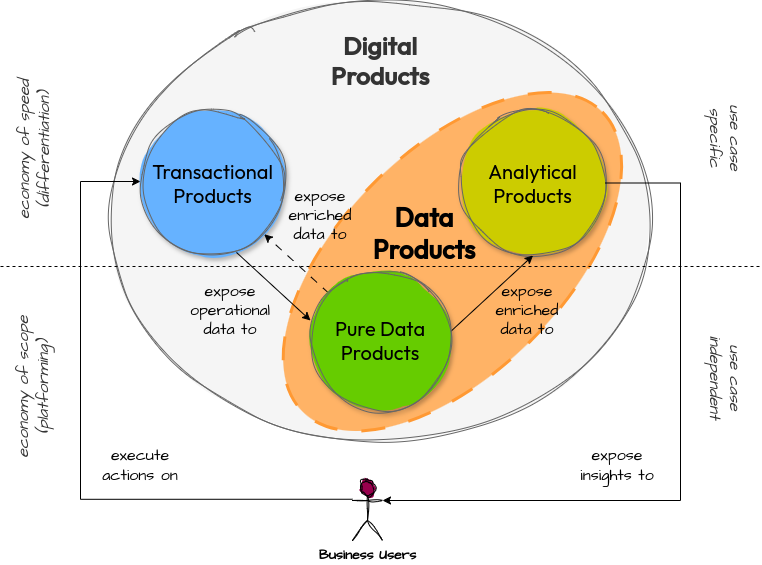 Digital
Products
economy of speed
(differentiation)
use case
specific
Transactional
Products
Analytical
Products
expose
enriched
data to
Data
Products
expose
operational
data to
expose
enriched
data to
Pure Data
Products
economy of scope
(platforming)
use case
independent
execute
actions on
expose
insights to
Business Users